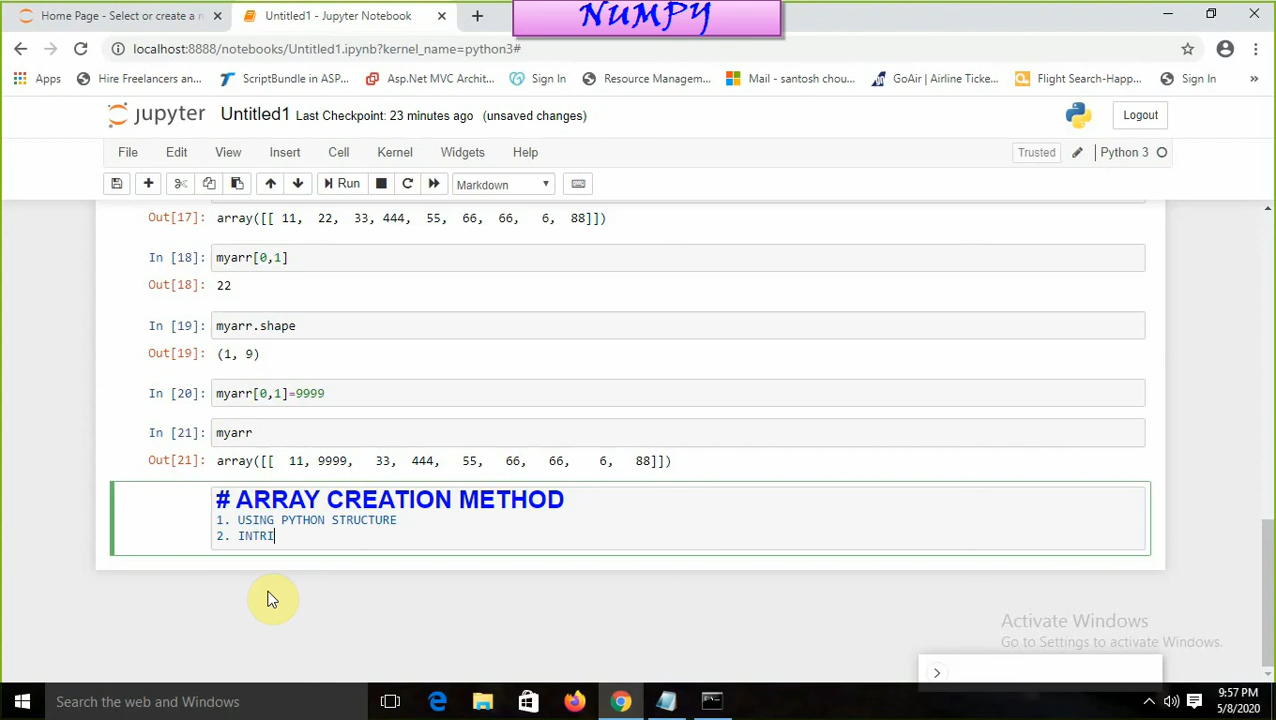 NUMPY
Home Page - Select or create a n
Untitled1 - Jupyter Notebook
localhost:8888/notebooks/Untitled1.ipynb?kernel_name=python3#
Apps
Hire Freelancers an...
ScriptBundle in ASP...
Asp.Net MVC Archit...
Sign In
Resource Managem...
Mail - santosh chou...
GoAir | Airline Ticke...
Flight Search-Happ...
Sign In
»
jupyter Untitled1 Last Checkpoint: 23 minutes ago (unsaved changes)
Logout
File Edit View Insert Cell Kernel Widgets Help
Trusted
Python 3
Run
Markdown
Out[17]: array([[ 11, 22, 33, 444, 55, 66, 66, 6, 88]])
In [18]: myarr[0,1]
Out[18]: 22
In [19]: myarr.shape
Out[19]: (1, 9)
In [20]: myarr[0,1]=9999
In [21]: myarr
Out[21]: array([[ 11, 9999, 33, 444, 55, 66, 66, 6, 88]])
# ARRAY CREATION METHOD
1. USING PYTHON STRUCTURE
2. INTRI
Activate Windows
Go to Settings to activate Windows.
Search the web and Windows
9:57 PM
5/8/2020